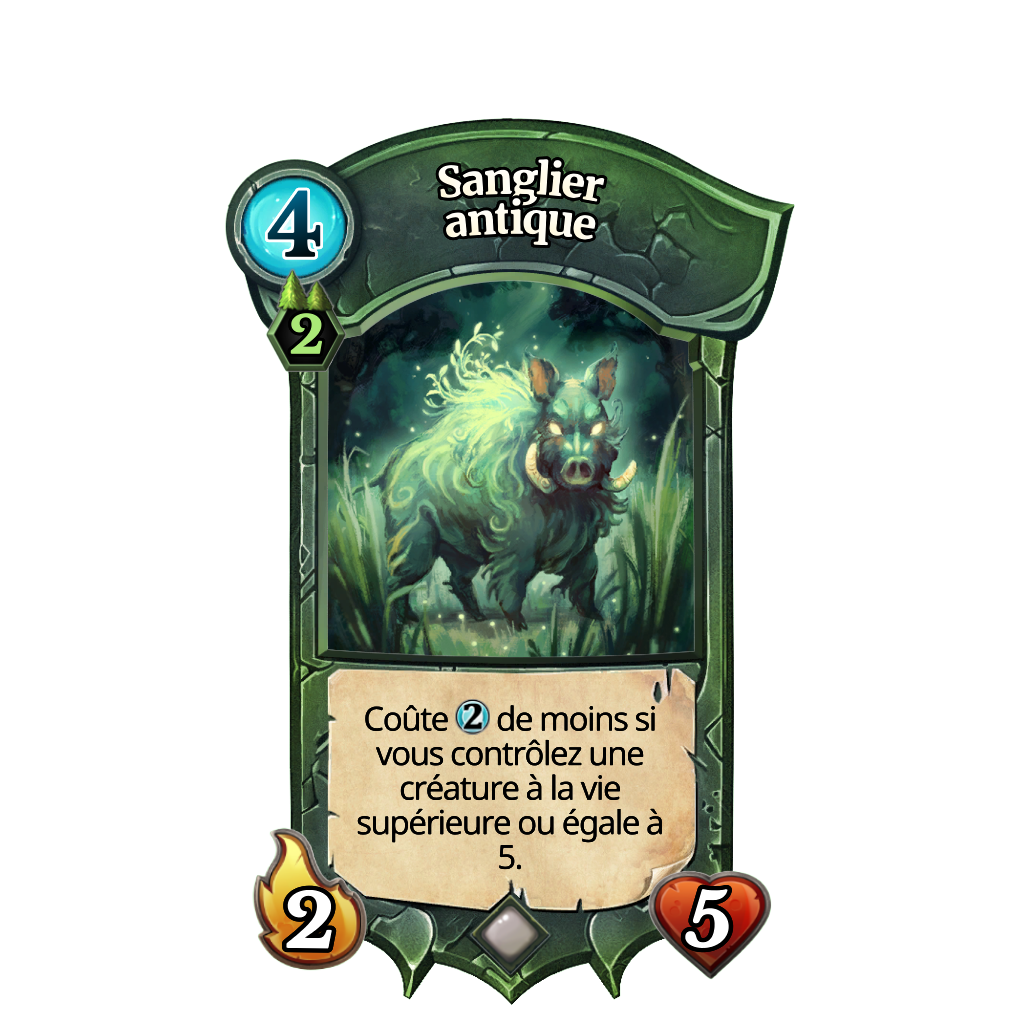 Sanglier
antique
4
2
Coûte 2 de moins si
vous contrôlez une
créature à la vie
supérieure ou égale à
5.
2
5